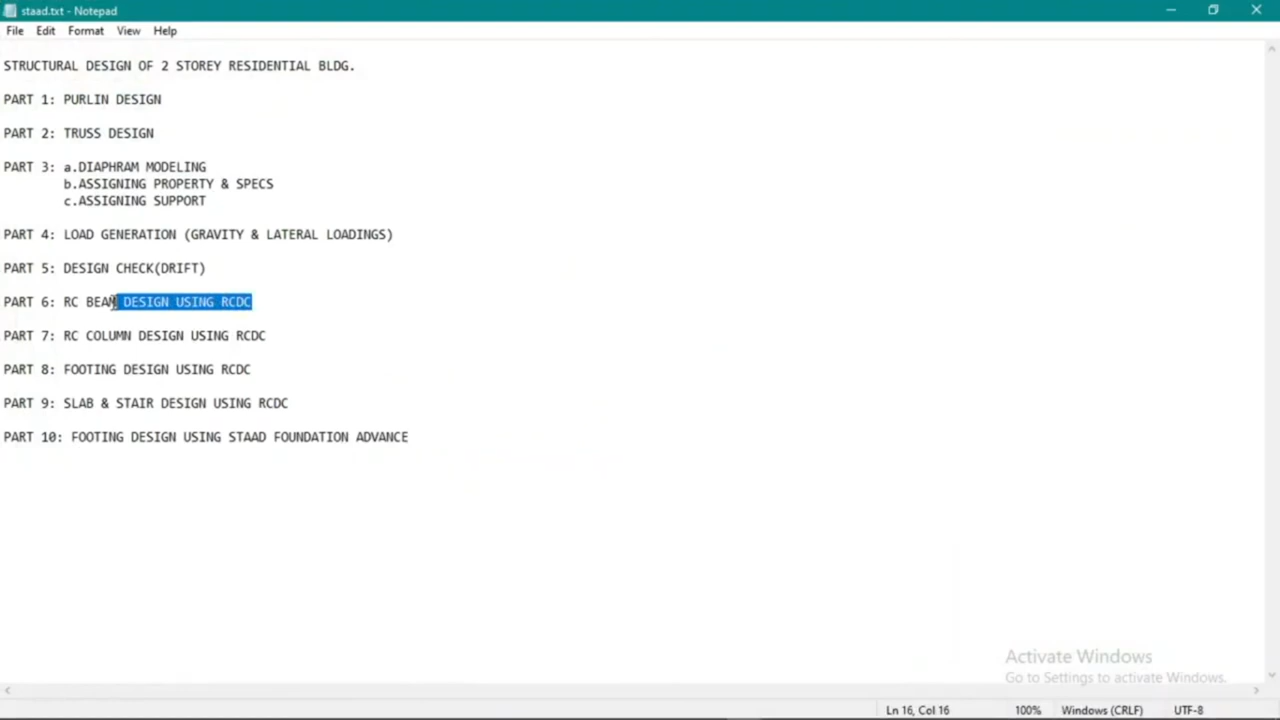 staad.txt - Notepad
File Edit Format View Help
STRUCTURAL DESIGN OF 2 STOREY RESIDENTIAL BLDG.
PART 1: PURLIN DESIGN
PART 2: TRUSS DESIGN
PART 3: a.DIAPHRAM MODELING
b.ASSIGNING PROPERTY & SPECS
c.ASSIGNING SUPPORT
PART 4: LOAD GENERATION (GRAVITY & LATERAL LOADINGS)
PART 5: DESIGN CHECK(DRIFT)
PART 6: RC BEAM DESIGN USING RCDC
PART 7: RC COLUMN DESIGN USING RCDC
PART 8: FOOTING DESIGN USING RCDC
PART 9: SLAB & STAIR DESIGN USING RCDC
PART 10: FOOTING DESIGN USING STAAD FOUNDATION ADVANCE
Activate Windows
Go to Settings to activate Windows.
Ln 16, Col 16 100% Windows (CRLF) UTF-8